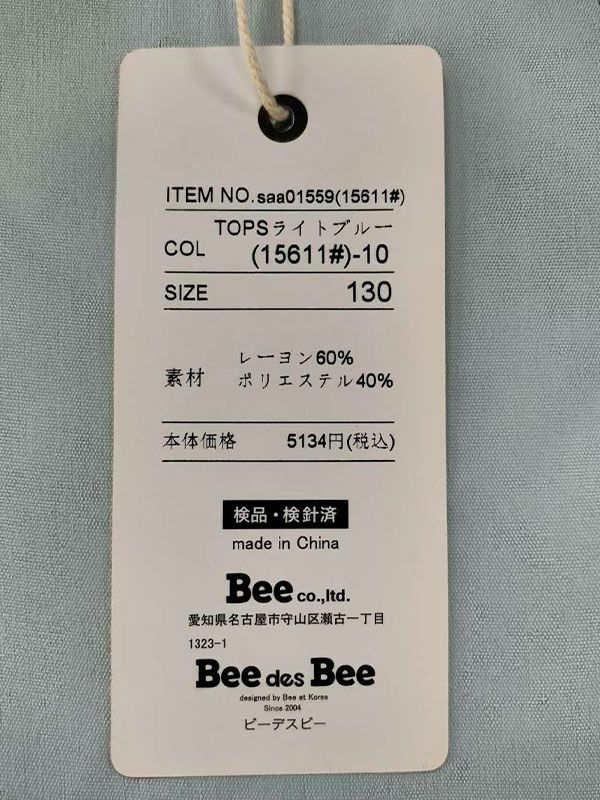 ITEM NO.saa01559(15611#)
TOPSライトブルー
COL (15611#)-10
SIZE 130
レーヨン60%
素材 ポリエステル40%
本体価格 5134円(税込)
検品・検針済
made in China
Bee co.,ltd.
愛知県名古屋市守山区瀬古一丁目
1323-1
Bee des Bee
designed by Bee at Korea
Since 2004
ビーデスビー